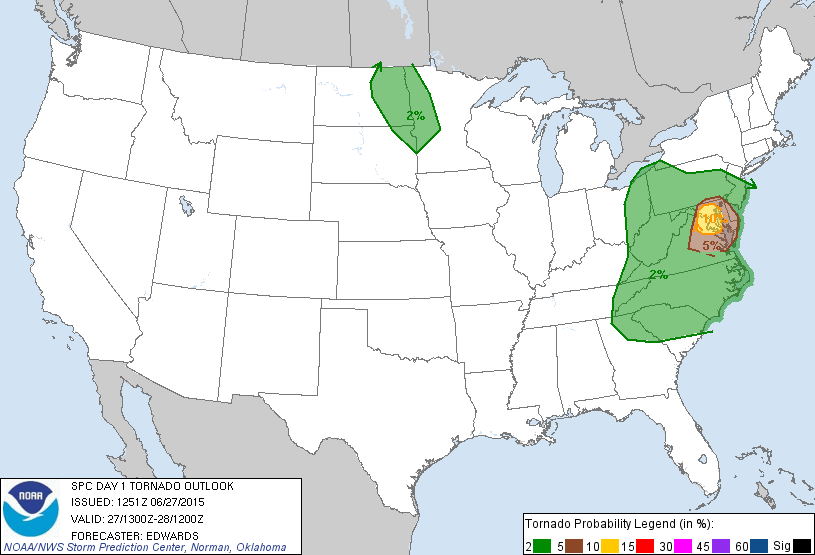 2%
10
5%
2%
NOAA
SPC DAY 1 TORNADO OUTLOOK
ISSUED: 1251Z 06/27/2015
VALID: 27/1300Z-28/1200Z
FORECASTER: EDWARDS
NOAA/NWS Storm Prediction Center, Norman, Oklahoma
Tornado Probability Legend (in %):
2 5 10 15 30 45 60 Sig